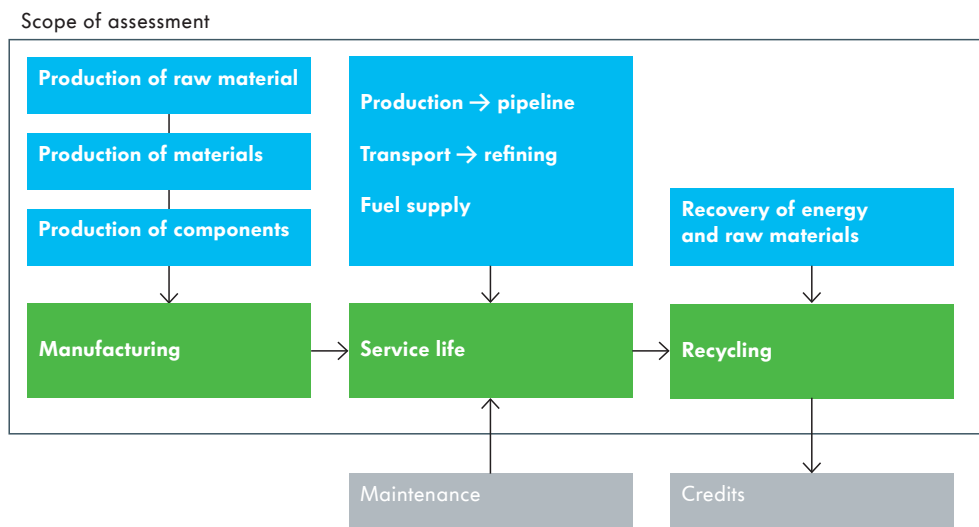 Scope of assessment
Production of raw material
Production of materials
Production of components
Production → pipeline
Transport → refining
Fuel supply
Recovery of energy
and raw materials
Manufacturing
Service life
Recycling
Maintenance
Credits